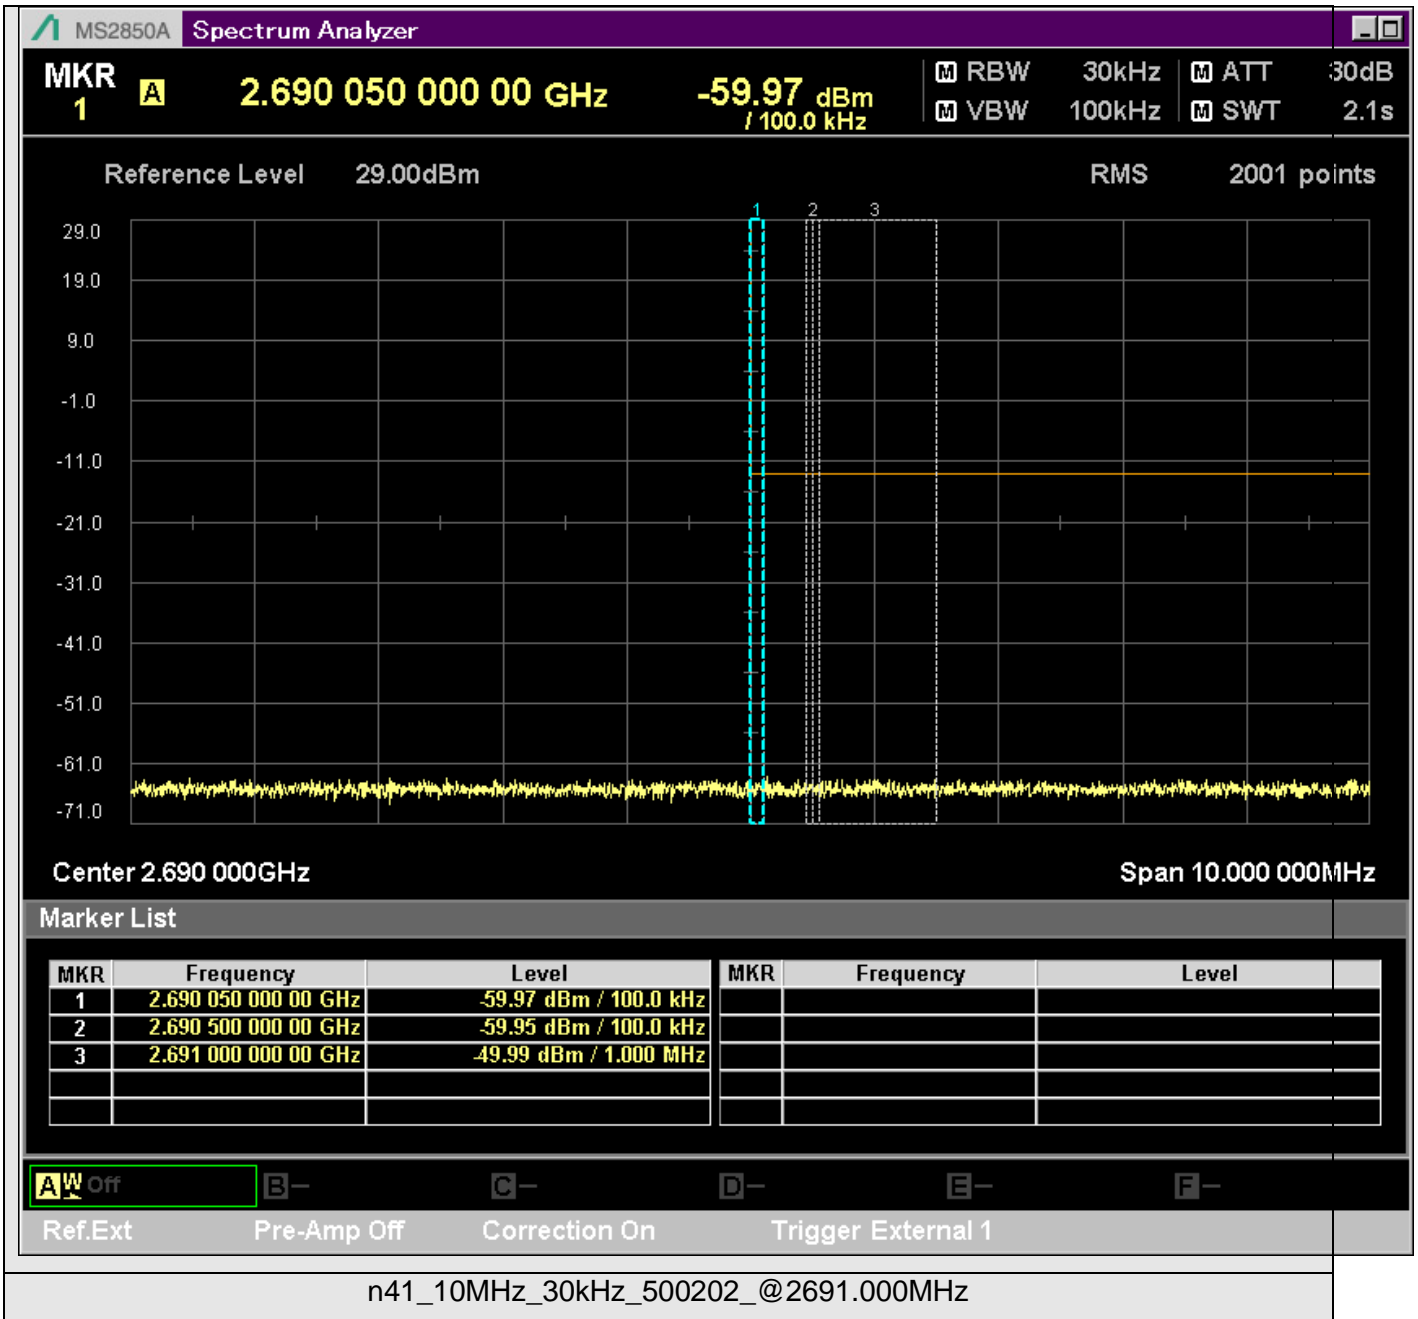 MS2850A Spectrum Analyzer
MKR 1 A 2.690 050 000 00 GHz -59.97 dBm / 100.0 kHz
M RBW 30kHz M ATT 30dB
M VBW 100kHz M SWT 2.1s
Reference Level 29.00dBm RMS 2001 points
1 2 3
29.0
19.0
9.0
-1.0
-11.0
-21.0
-31.0
-41.0
-51.0
-61.0
-71.0
Center 2.690 000GHz Span 10.000 000MHz
Marker List
MKR Frequency Level MKR Frequency Level
1 2.690 050 000 00 GHz -59.97 dBm / 100.0 kHz
2 2.690 500 000 00 GHz -59.95 dBm / 100.0 kHz
3 2.691 000 000 00 GHz -49.99 dBm / 1.000 MHz
A W Off B – C – D – E – F –
Ref.Ext Pre-Amp Off Correction On Trigger External 1
n41_10MHz_30kHz_500202_@2691.000MHz